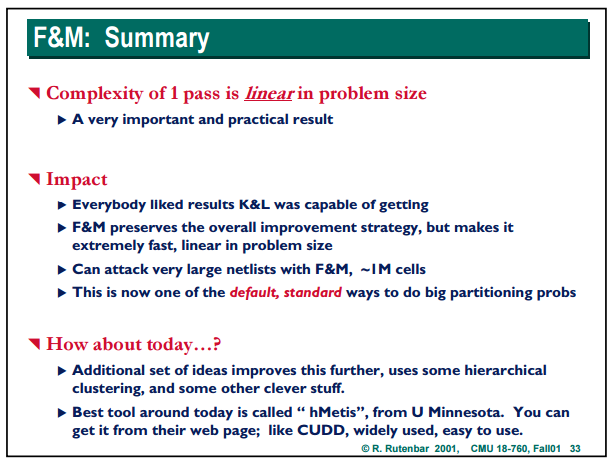 F&M: Summary
Complexity of 1 pass is linear in problem size
A very important and practical result
Impact
Everybody liked results K&L was capable of getting
F&M preserves the overall improvement strategy, but makes it
extremely fast, linear in problem size
Can attack very large netlists with F&M, ~1M cells
This is now one of the default, standard ways to do big partitioning probs
How about today…?
Additional set of ideas improves this further, uses some hierarchical
clustering, and some other clever stuff.
Best tool around today is called “ hMetis”, from U Minnesota. You can
get it from their web page; like CUDD, widely used, easy to use.
© R. Rutenbar 2001, CMU 18-760, Fall01 33